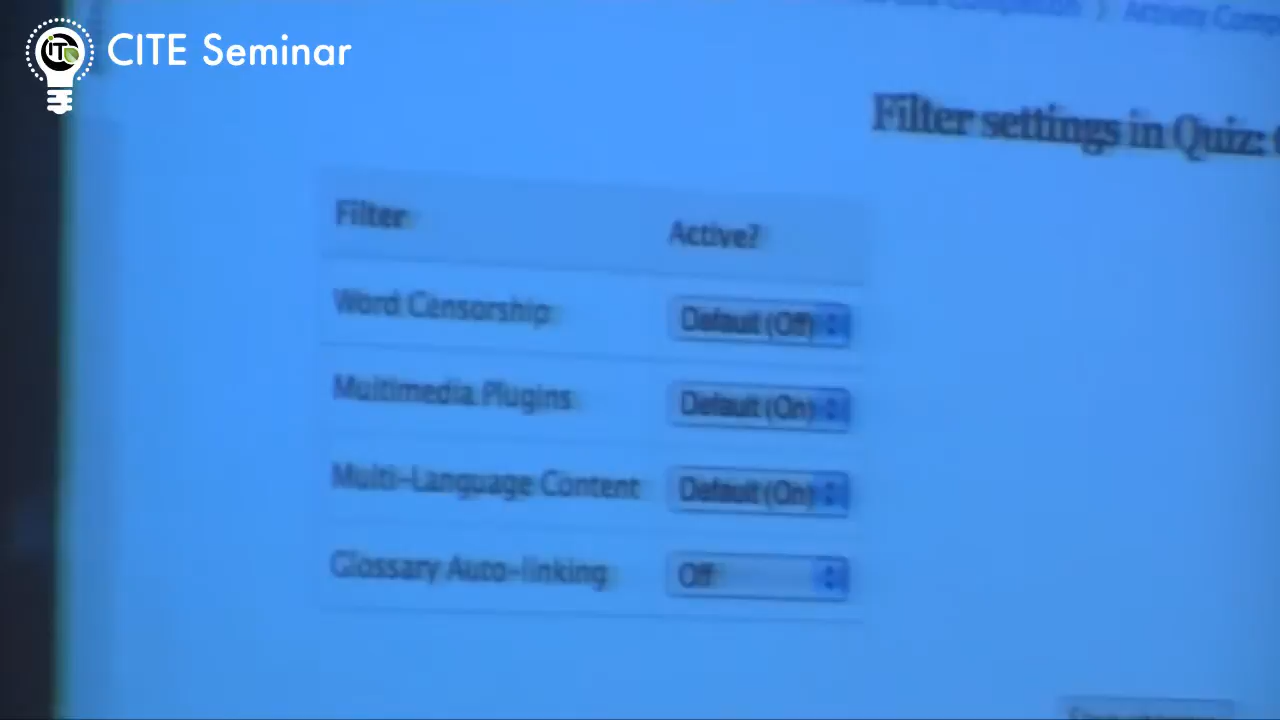 CITE Seminar
Activity
Filter settings in Quiz:
Filter Active?
Word Censorship Default (Off)
Multimedia Plugins Default (On)
Multi-Language Content Default (On)
Glossary Auto-linking Off